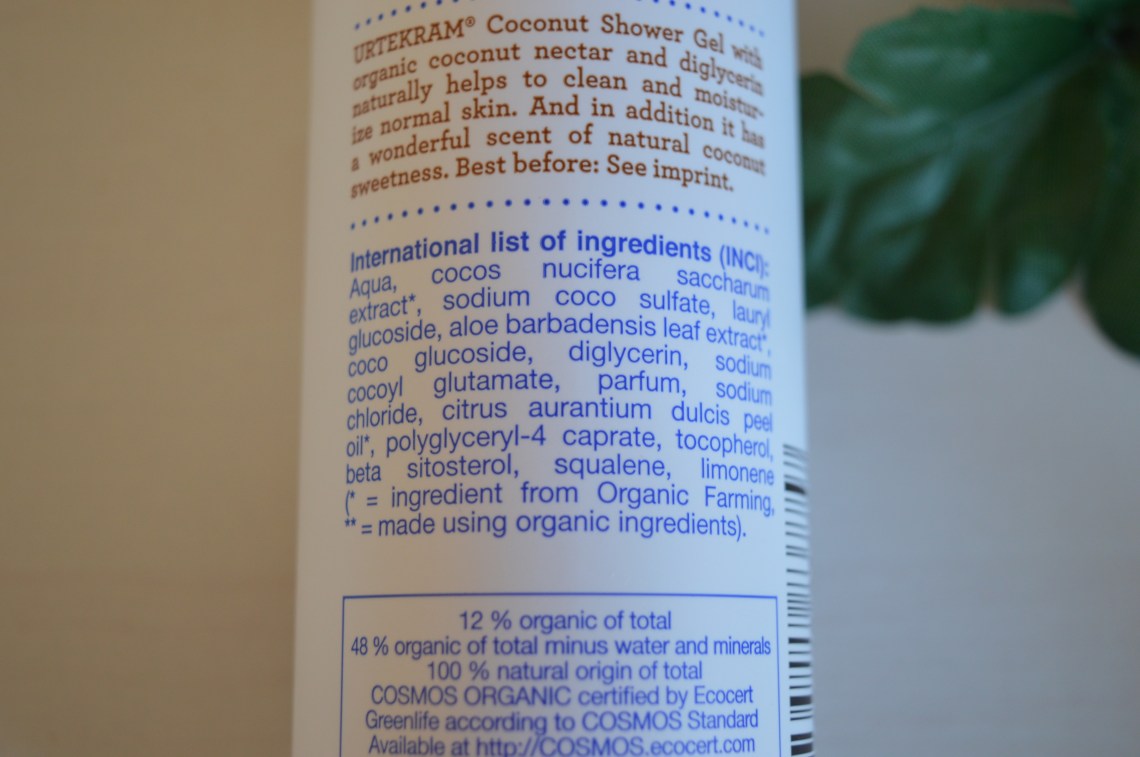 URTEKRAM® Coconut Shower Gel with
organic coconut nectar and diglycerin
naturally helps to clean and moistur-
ize normal skin. And in addition it has
a wonderful scent of natural coconut
sweetness. Best before: See imprint.
International list of ingredients (INCI):
Aqua, cocos nucifera saccharum
extract*, sodium coco sulfate, lauryl
glucoside, aloe barbadensis leaf extract*,
coco glucoside, diglycerin, sodium
cocoyl glutamate, parfum, sodium
chloride, citrus aurantium dulcis peel
oil*, polyglyceryl-4 caprate, tocopherol,
beta sitosterol, squalene, limonene
(* = ingredient from Organic Farming,
** = made using organic ingredients).
12 % organic of total
48 % organic of total minus water and minerals
100 % natural origin of total
COSMOS ORGANIC certified by Ecocert
Greenlife according to COSMOS Standard
Available at http://COSMOS.ecocert.com